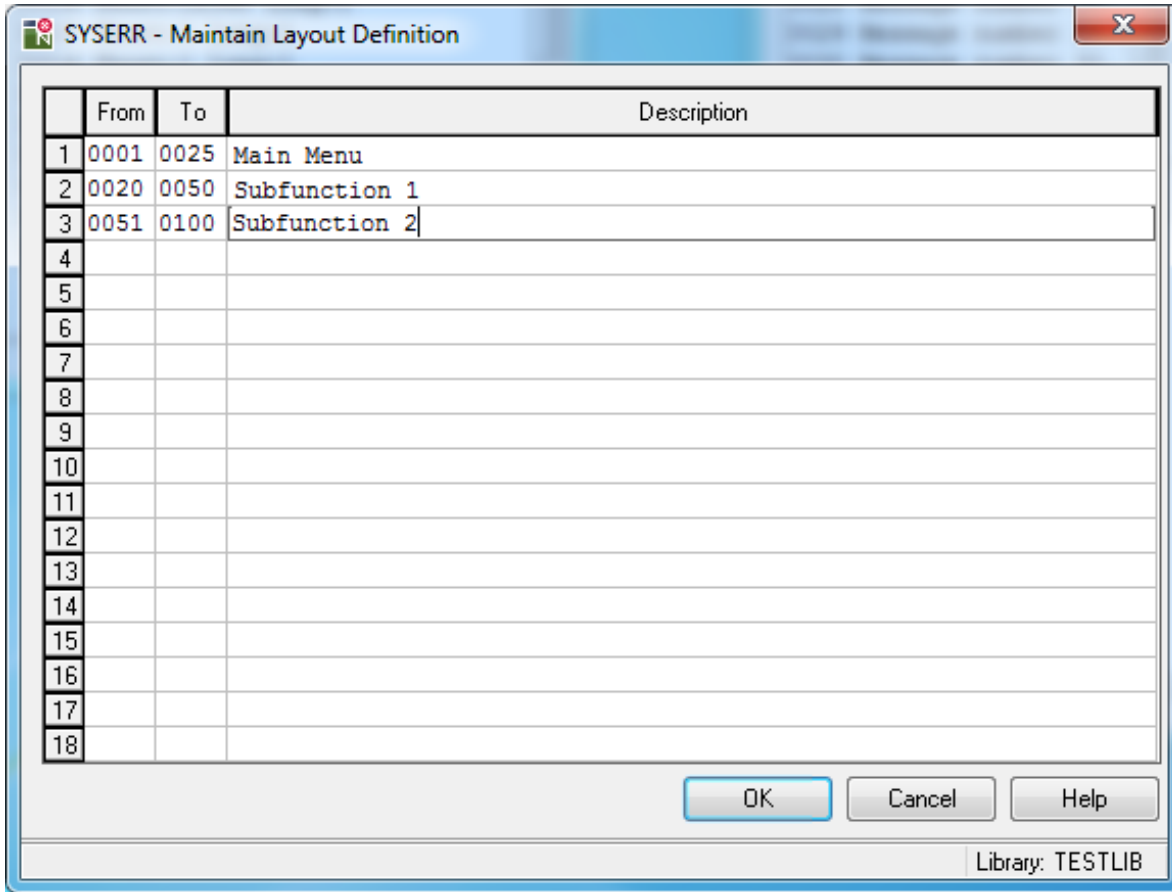 SYSERR - Maintain Layout Definition
From To Description
1 0001 0025 Main Menu
2 0020 0050 Subfunction 1
3 0051 0100 Subfunction 2
4
5
6
7
8
9
10
11
12
13
14
15
16
17
18
OK Cancel Help
Library: TESTLIB